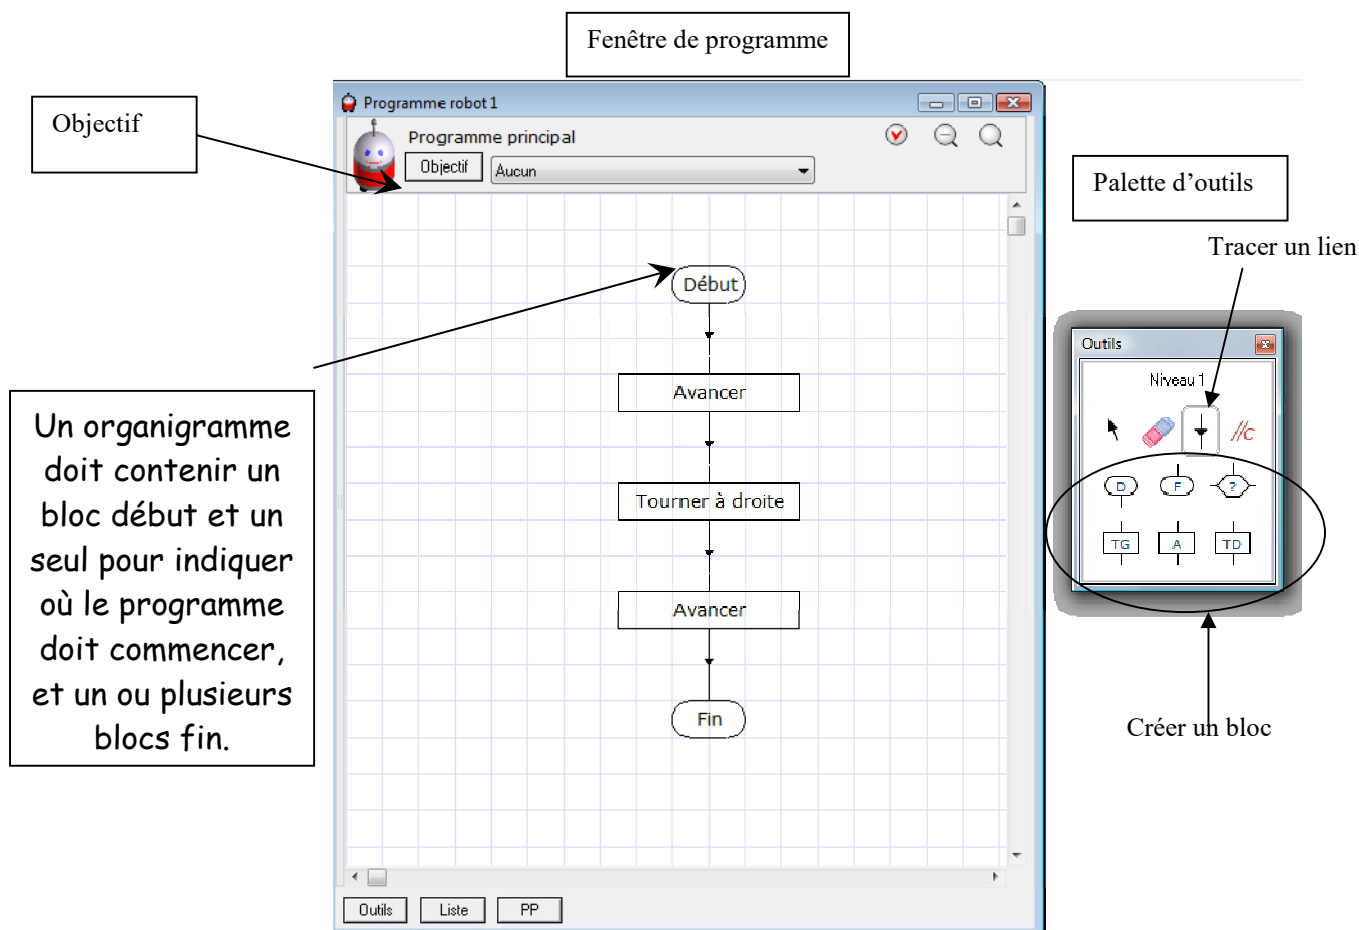 Fenêtre de programme
Objectif
Programme robot 1
Programme principal
Objectif
Aucun
Palette d'outils
Tracer un lien
Début
Avancer
Tourner à droite
Avancer
Fin
Un organigramme
doit contenir un
bloc début et un
seul pour indiquer
où le programme
doit commencer,
et un ou plusieurs
blocs fin.
Outils
Niveau 1
//C
D
F
?
TG
A
TD
Créer un bloc
Outils
Liste
PP